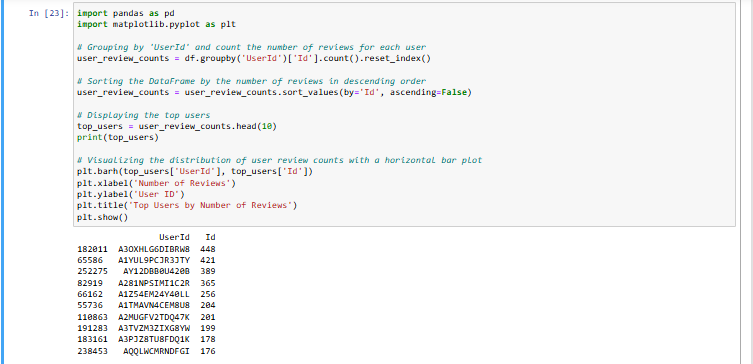 In [23]: import pandas as pd
import matplotlib.pyplot as plt
# Grouping by 'UserId' and count the number of reviews for each user
user_review_counts = df.groupby('UserId')['Id'].count().reset_index()
# Sorting the DataFrame by the number of reviews in descending order
user_review_counts = user_review_counts.sort_values(by='Id', ascending=False)
# Displaying the top users
top_users = user_review_counts.head(10)
print(top_users)
# Visualizing the distribution of user review counts with a horizontal bar plot
plt.barh(top_users['UserId'], top_users['Id'])
plt.xlabel('Number of Reviews')
plt.ylabel('User ID')
plt.title('Top Users by Number of Reviews')
plt.show()
UserId Id
182011 A3OXHLG6DIBRW8 448
65586 A1YUL9PCJR3JTY 421
252275 AY12DBB0U420B 389
82919 A281NPSIMI1C2R 365
66162 A1Z54EM24Y40LL 256
55736 A1TMAVN4CEM8U8 204
110863 A2MUGFV2TDQ47K 201
191283 A3TVZM3ZIXG8YW 199
183161 A3PJZ8TU8FDQ1K 178
238453 AQQLWCMRNDFGI 176